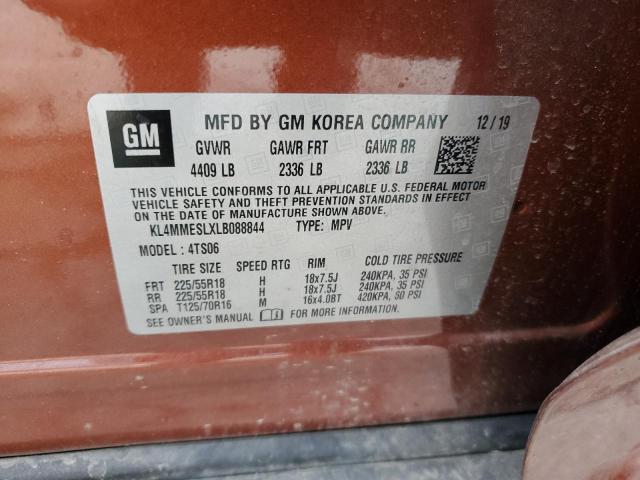 GM MFD BY GM KOREA COMPANY 12/19
GVWR GAWR FRT GAWR RR
4409 LB 2336 LB 2336 LB
THIS VEHICLE CONFORMS TO ALL APPLICABLE U.S. FEDERAL MOTOR
VEHICLE SAFETY AND THEFT PREVENTION STANDARDS IN EFFECT
ON THE DATE OF MANUFACTURE SHOWN ABOVE.
KL4MMESLXLB088844 TYPE: MPV
MODEL: 4TS06
TIRE SIZE SPEED RTG RIM COLD TIRE PRESSURE
FRT 225/55R18 H 18x7.5J 240KPA, 35 PSI
RR 225/55R18 H 18x7.5J 240KPA, 35 PSI
SPA T125/70R16 M 16x4.0BT 420KPA, 60 PSI
SEE OWNER'S MANUAL FOR MORE INFORMATION.